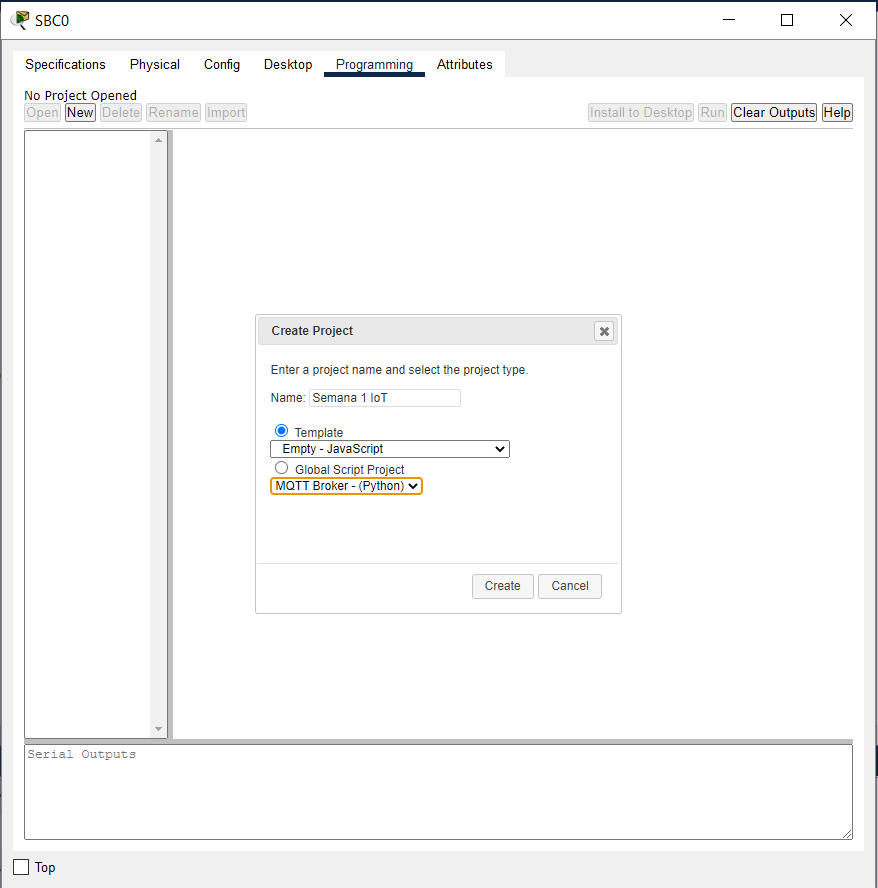 SBC0
Specifications Physical Config Desktop Programming Attributes
No Project Opened
Open New Delete Rename Import Install to Desktop Run Clear Outputs Help
Create Project
Enter a project name and select the project type.
Name: Semana 1 IoT
Template
Empty - JavaScript
Global Script Project
MQTT Broker - (Python)
Create Cancel
Serial Outputs
Top